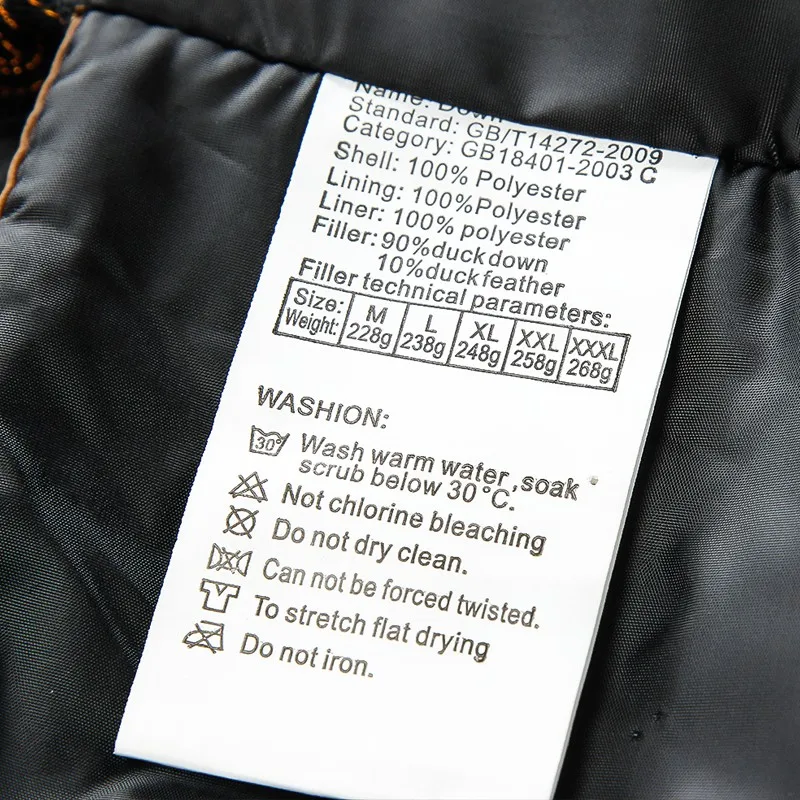 Name: Down
Standard: GB/T14272-2009
Category: GB18401-2003 C
Shell: 100% Polyester
Lining: 100%Polyester
Liner: 100% polyester
Filler: 90%duckdown
10%duckfeather
Filler technical parameters:
Size: M L XL XXL XXXL
Weight: 228g 238g 248g 258g 268g
WASHION:
30° Wash warm water,soak
scrub below 30°C.
Not chlorine bleaching
Do not dry clean.
Can not be forced twisted.
To stretch flat drying
Do not iron.